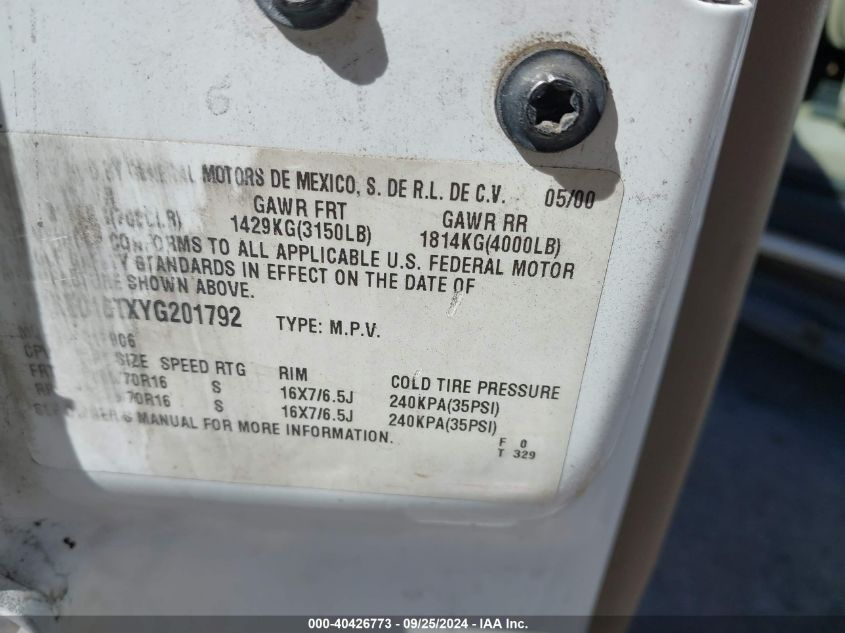 GENERAL MOTORS DE MEXICO, S. DE R.L. DE C.V. 05/00
GAWR FRT GAWR RR
1429KG(3150LB) 1814KG(4000LB)
CONFORMS TO ALL APPLICABLE U.S. FEDERAL MOTOR
STANDARDS IN EFFECT ON THE DATE OF
SHOWN ABOVE.
TXYG201792 TYPE: M.P.V.
906
SIZE SPEED RTG RIM COLD TIRE PRESSURE
70R16 S 16X7/6.5J 240KPA(35PSI)
70R16 S 16X7/6.5J 240KPA(35PSI)
MANUAL FOR MORE INFORMATION.
F 0
T 329
000-40426773 - 09/25/2024 - IAA Inc.